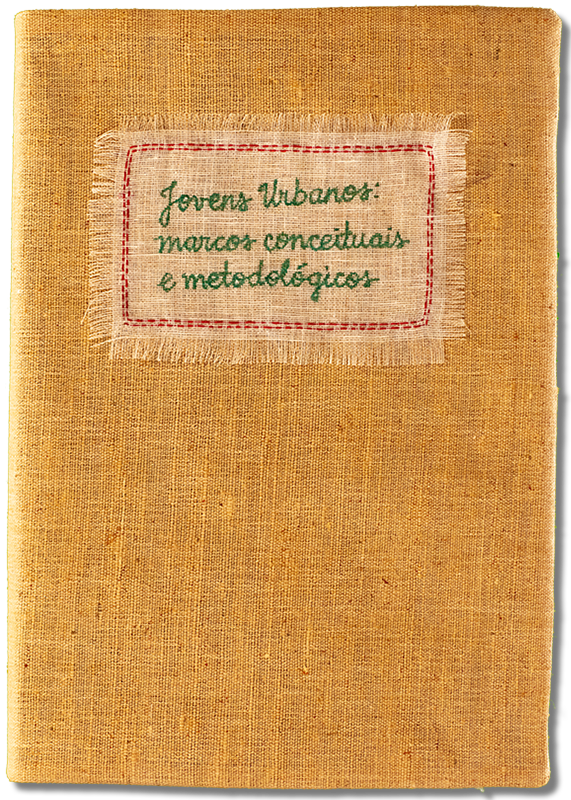 Jovens Urbanos:
marcos conceituais
e metodológicos